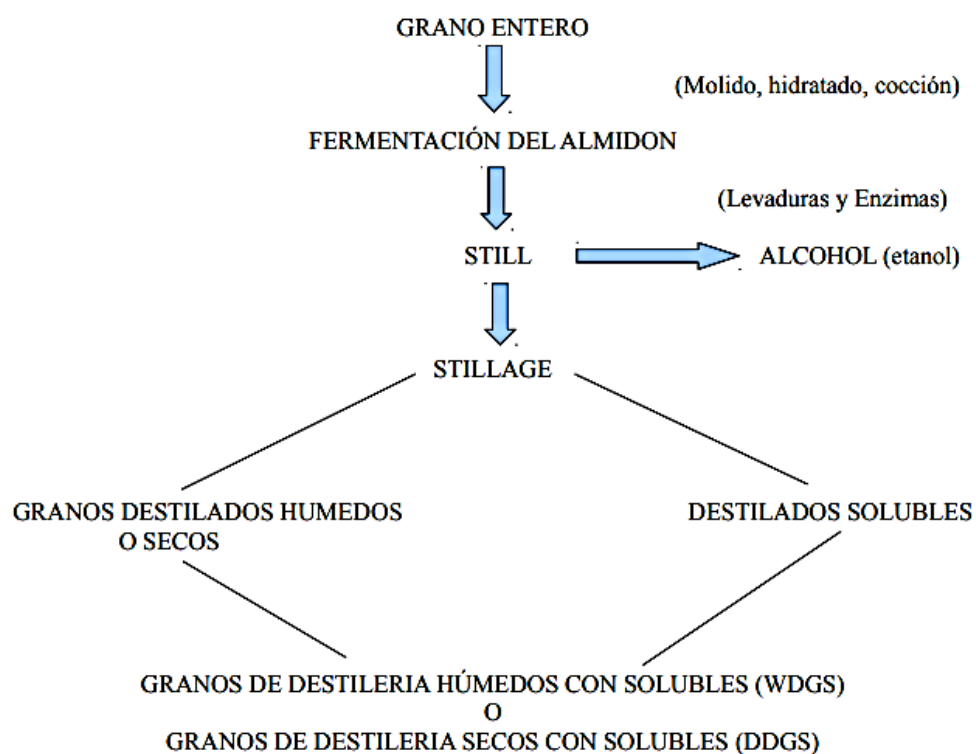 GRANO ENTERO
(Molido, hidratado, cocción)
FERMENTACIÓN DEL ALMIDON
(Levaduras y Enzimas)
STILL
ALCOHOL (etanol)
STILLAGE
GRANOS DESTILADOS HUMEDOS
O SECOS
DESTILADOS SOLUBLES
GRANOS DE DESTILERIA HÚMEDOS CON SOLUBLES (WDGS)
O
GRANOS DE DESTILERIA SECOS CON SOLUBLES (DDGS)